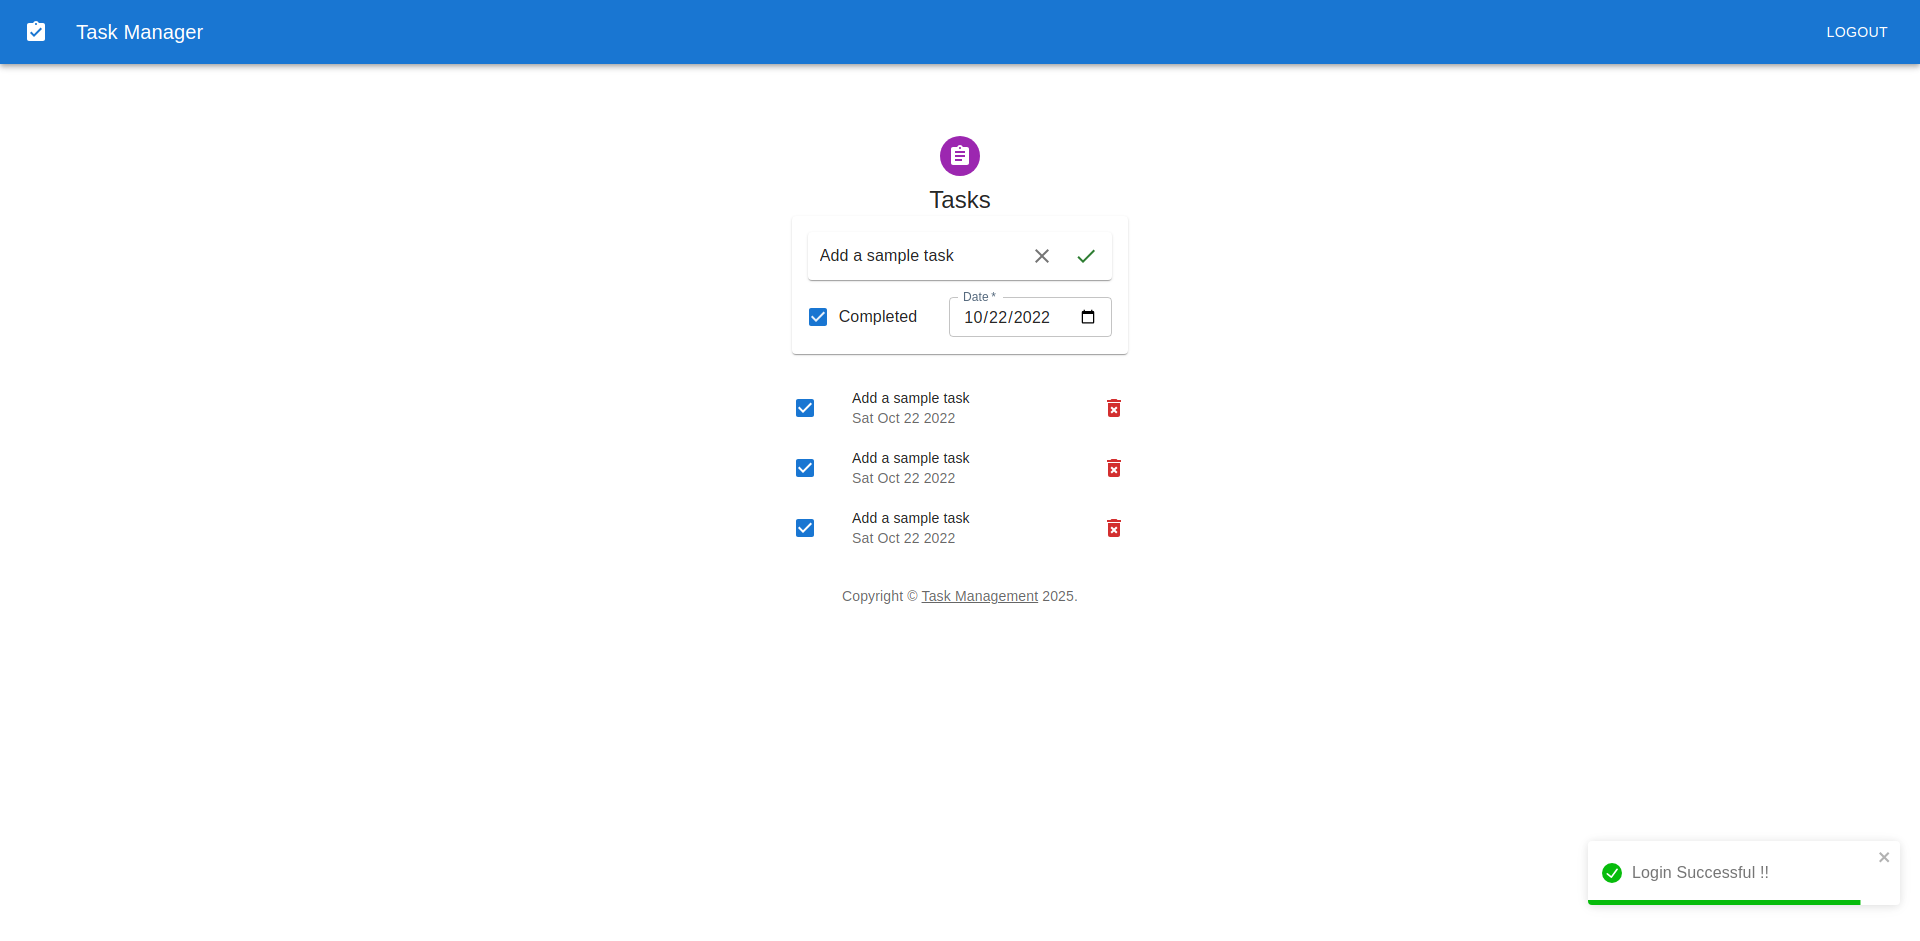 Task Manager
LOGOUT
Tasks
Add a sample task
Date *
Completed
10/22/2022
Add a sample task
Sat Oct 22 2022
Add a sample task
Sat Oct 22 2022
Add a sample task
Sat Oct 22 2022
Copyright © Task Management 2025.
Login Successful !!